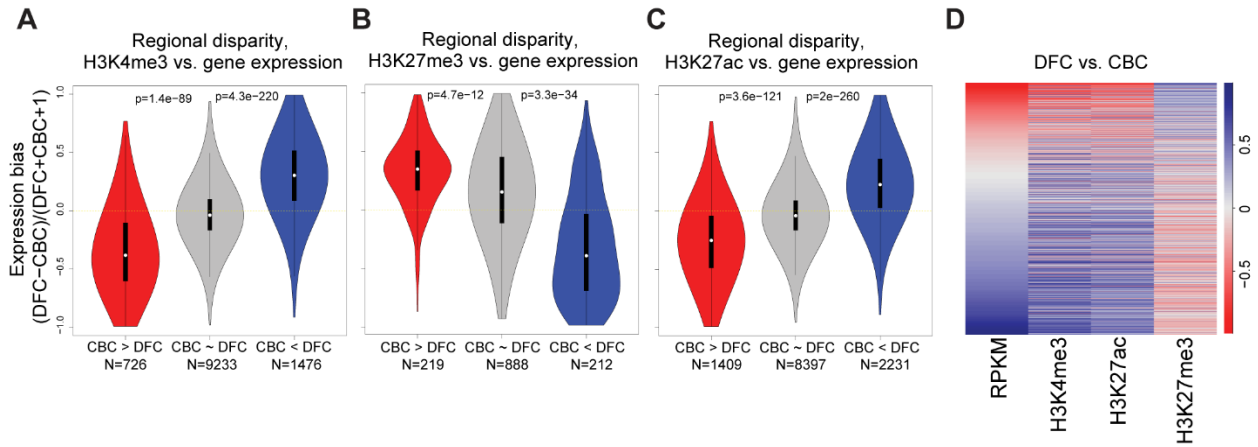 A
Regional disparity,
H3K4me3 vs. gene expression
Expression bias
(DFC−CBC)/(DFC+CBC+1)
1.0
0.5
0.0
−0.5
−1.0
p=1.4e−89
p=4.3e−220
CBC > DFC
N=726
CBC ~ DFC
N=9233
CBC < DFC
N=1476
B
Regional disparity,
H3K27me3 vs. gene expression
p=4.7e−12
p=3.3e−34
CBC > DFC
N=219
CBC ~ DFC
N=888
CBC < DFC
N=212
C
Regional disparity,
H3K27ac vs. gene expression
p=3.6e−121
p=2e−260
CBC > DFC
N=1409
CBC ~ DFC
N=8397
CBC < DFC
N=2231
D
DFC vs. CBC
RPKM
H3K4me3
H3K27ac
H3K27me3
0.5
0
−0.5